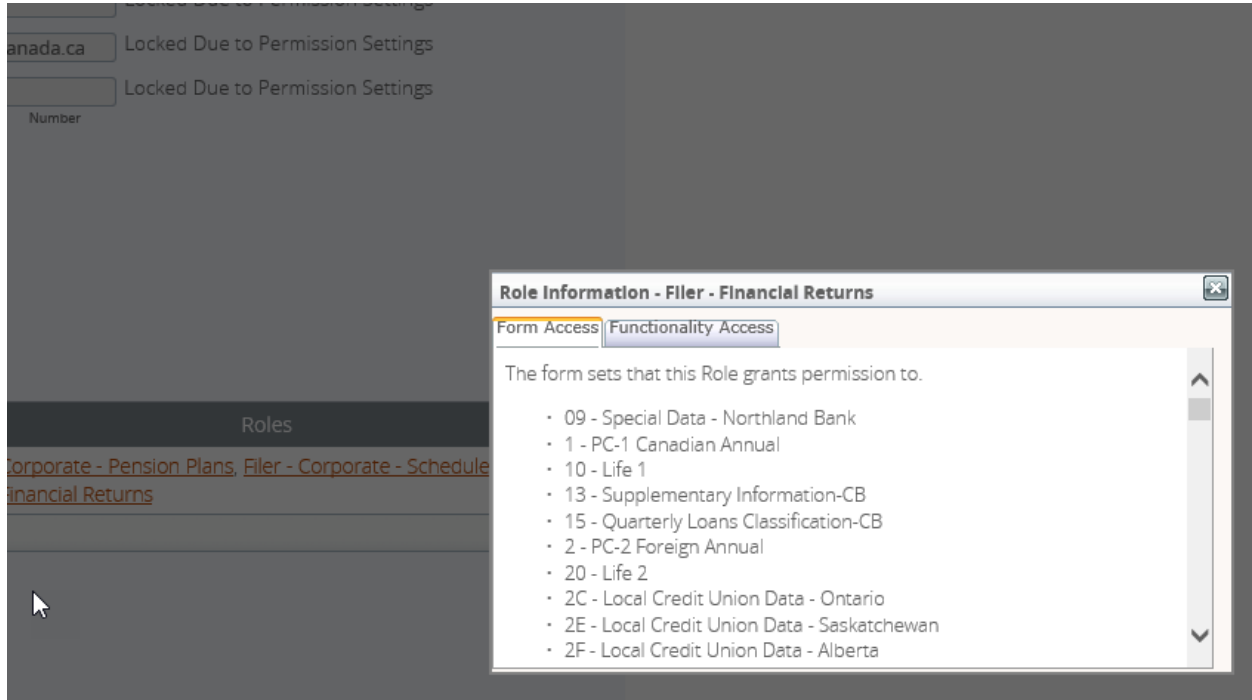 Locked Due to Permission Settings
anada.ca Locked Due to Permission Settings
Locked Due to Permission Settings
Number
Role Information - Filer - Financial Returns
Form Access Functionality Access
The form sets that this Role grants permission to.
· 09 - Special Data - Northland Bank
· 1 - PC-1 Canadian Annual
· 10 - Life 1
· 13 - Supplementary Information-CB
· 15 - Quarterly Loans Classification-CB
· 2 - PC-2 Foreign Annual
· 20 - Life 2
· 2C - Local Credit Union Data - Ontario
· 2E - Local Credit Union Data - Saskatchewan
· 2F - Local Credit Union Data - Alberta
Roles
Corporate - Pension Plans, Filer - Corporate - Schedule
Financial Returns